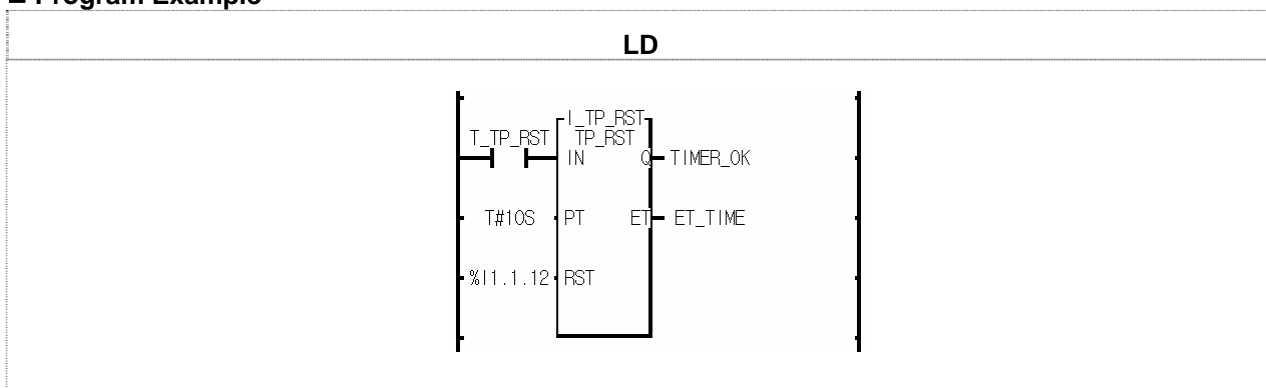 ■ Program Example
LD
T_TP_RST
I_TP_RST
TP_RST
IN Q TIMER_OK
T#10S PT ET ET_TIME
%I1.1.12 RST